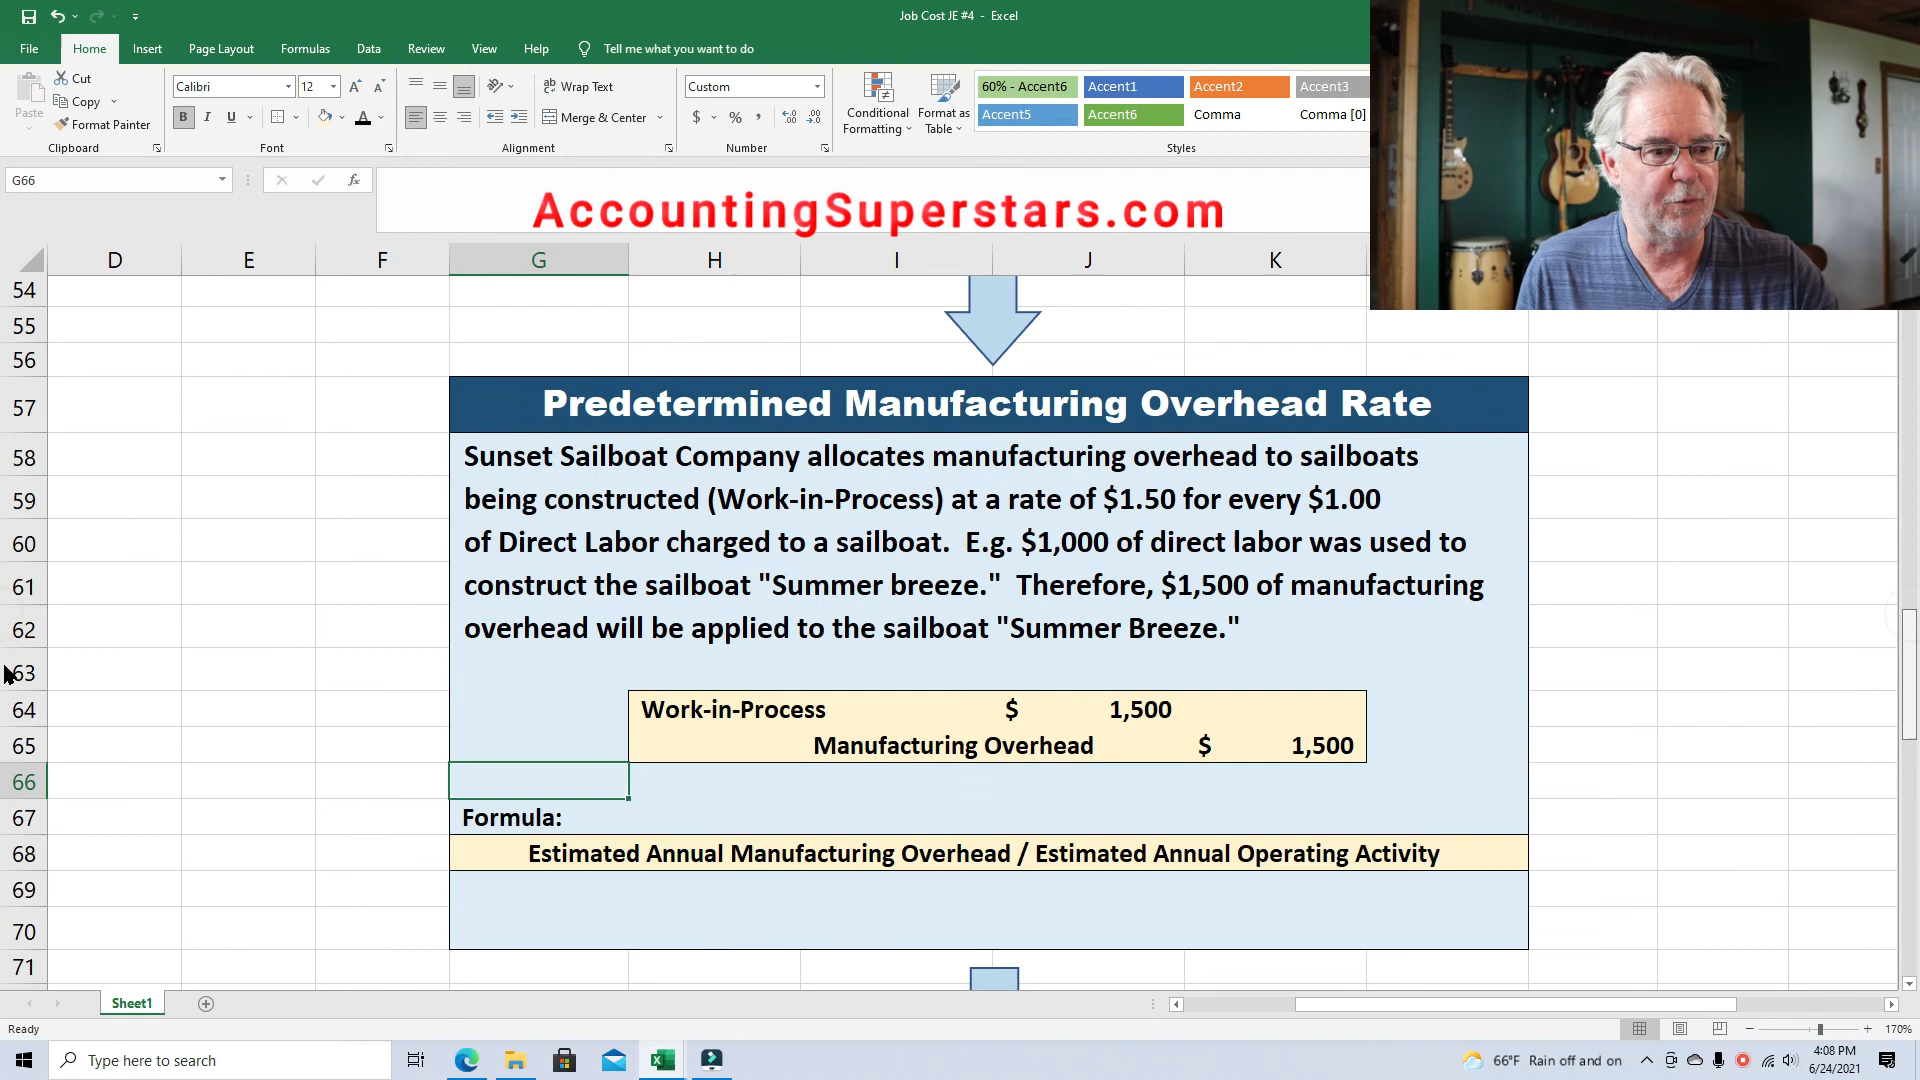 Job Cost JE #4 - Excel
File Home Insert Page Layout Formulas Data Review View Help Tell me what you want to do
Paste
Cut
Copy
Format Painter
Clipboard
Calibri 12
B I U
Font
Wrap Text
Merge & Center
Alignment
Custom
$ % ,
Number
Conditional Formatting
Format as Table
60% - Accent6 Accent1 Accent2 Accent3
Accent5 Accent6 Comma Comma [0]
Styles
G66
fx
AccountingSuperstars.com
D E F G H I J K
54
55
56
57 Predetermined Manufacturing Overhead Rate
58 Sunset Sailboat Company allocates manufacturing overhead to sailboats
59 being constructed (Work-in-Process) at a rate of $1.50 for every $1.00
60 of Direct Labor charged to a sailboat. E.g. $1,000 of direct labor was used to
61 construct the sailboat "Summer breeze." Therefore, $1,500 of manufacturing
62 overhead will be applied to the sailboat "Summer Breeze."
63
64 Work-in-Process $ 1,500
65 Manufacturing Overhead $ 1,500
66
67 Formula:
68 Estimated Annual Manufacturing Overhead / Estimated Annual Operating Activity
69
70
71
Sheet1
Ready
170%
Type here to search
66°F Rain off and on
4:08 PM
6/24/2021